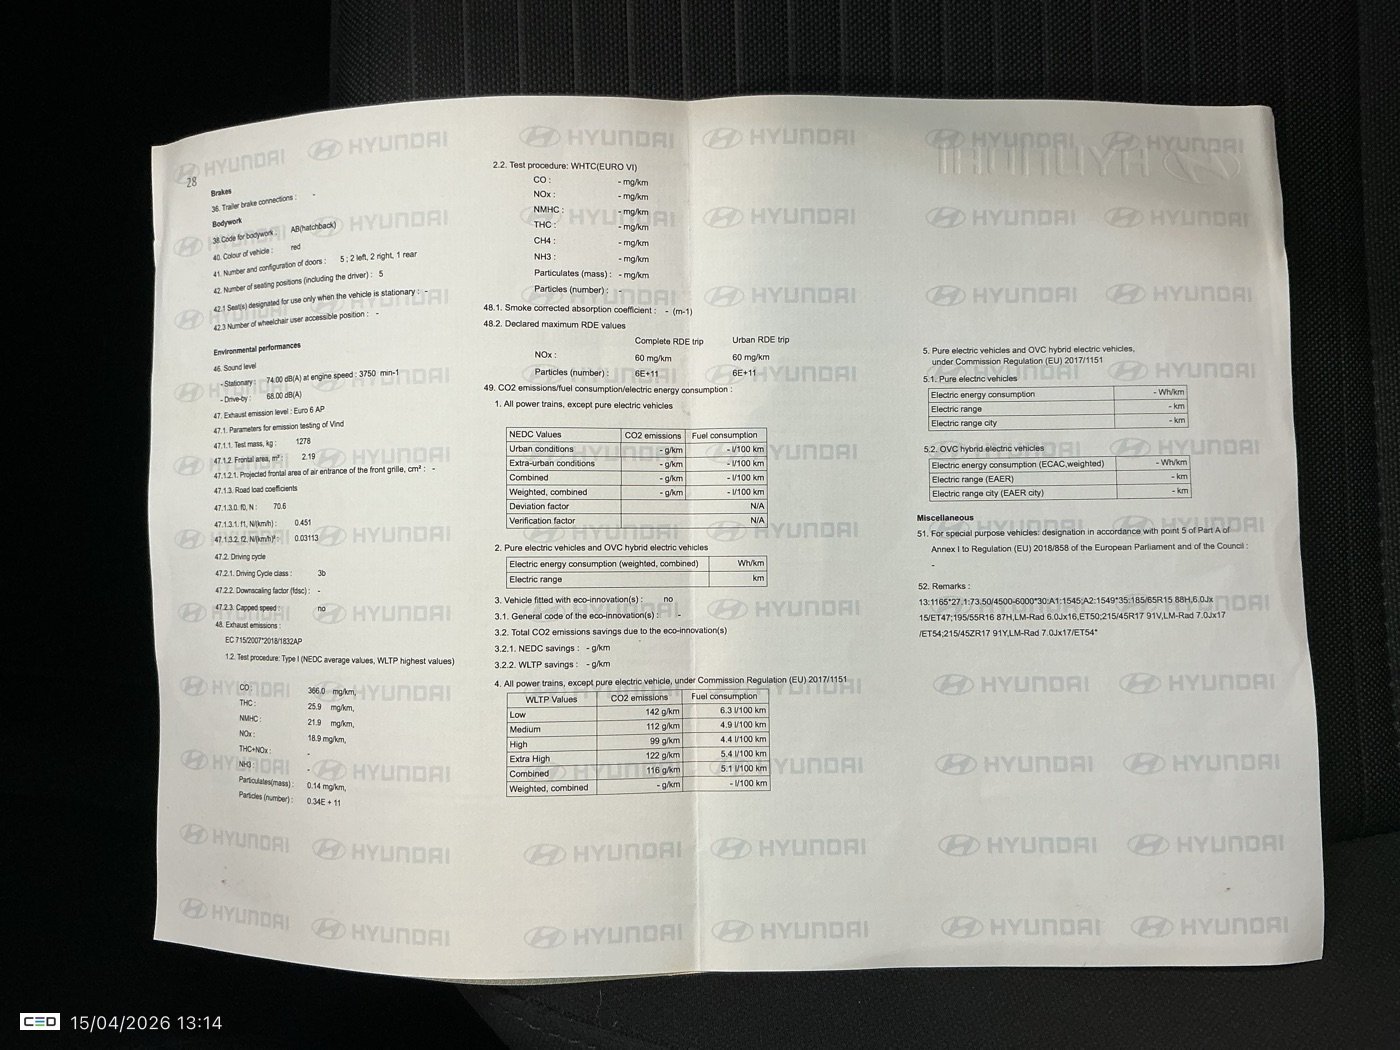 HYUNDAI
28
Brakes
36. Trailer brake connections : -
Bodywork
38.Code for bodywork : AB(hatchback)
40. Colour of vehicle : red
41. Number and configuration of doors : 5 ; 2 left, 2 right, 1 rear
42. Number of seating positions (including the driver) : 5
42.1 Seat(s) designated for use only when the vehicle is stationary : -
42.3 Number of wheelchair user accessible position : -
Environmental performances
46. Sound level
- Stationary : 74.00 dB(A) at engine speed : 3750 min-1
- Drive-by : 68.00 dB(A)
47. Exhaust emission level : Euro 6 AP
47.1. Parameters for emission testing of Vind
47.1.1. Test mass, kg : 1278
47.1.2. Frontal area, m² : 2.19
47.1.2.1. Projected frontal area of air entrance of the front grille, cm² : -
47.1.3. Road load coefficients
47.1.3.0. f0, N : 70.6
47.1.3.1. f1, N/(km/h) : 0.451
47.1.3.2. f2, N/(km/h)² : 0.03113
47.2. Driving cycle
47.2.1. Driving Cycle class : 3b
47.2.2. Downscaling factor (fdsc) : -
47.2.3. Capped speed : no
48. Exhaust emissions :
EC 715/2007*2018/1832AP
1.2. Test procedure: Type I (NEDC average values, WLTP highest values)
CO : 366.0 mg/km,
THC : 25.9 mg/km,
NMHC : 21.9 mg/km,
NOx : 18.9 mg/km,
THC+NOx : -
NH3 : -
Particulates(mass) : 0.14 mg/km,
Particles (number) : 0.34E + 11
2.2. Test procedure: WHTC(EURO VI)
CO : - mg/km
NOx : - mg/km
NMHC : - mg/km
THC : - mg/km
CH4 : - mg/km
NH3 : - mg/km
Particulates (mass) : - mg/km
Particles (number) : -
48.1. Smoke corrected absorption coefficient : - (m-1)
48.2. Declared maximum RDE values
Complete RDE trip Urban RDE trip
NOx : 60 mg/km 60 mg/km
Particles (number) : 6E+11 6E+11
49. CO2 emissions/fuel consumption/electric energy consumption :
1. All power trains, except pure electric vehicles
NEDC Values CO2 emissions Fuel consumption
Urban conditions - g/km - l/100 km
Extra-urban conditions - g/km - l/100 km
Combined - g/km - l/100 km
Weighted, combined - g/km - l/100 km
Deviation factor N/A
Verification factor N/A
2. Pure electric vehicles and OVC hybrid electric vehicles
Electric energy consumption (weighted, combined) Wh/km
Electric range km
3. Vehicle fitted with eco-innovation(s) : no
3.1. General code of the eco-innovation(s) : -
3.2. Total CO2 emissions savings due to the eco-innovation(s)
3.2.1. NEDC savings : - g/km
3.2.2. WLTP savings : - g/km
4. All power trains, except pure electric vehicle, under Commission Regulation (EU) 2017/1151
WLTP Values CO2 emissions Fuel consumption
Low 142 g/km 6.3 l/100 km
Medium 112 g/km 4.9 l/100 km
High 99 g/km 4.4 l/100 km
Extra High 122 g/km 5.4 l/100 km
Combined 116 g/km 5.1 l/100 km
Weighted, combined - g/km - l/100 km
5. Pure electric vehicles and OVC hybrid electric vehicles,
under Commission Regulation (EU) 2017/1151
5.1. Pure electric vehicles
Electric energy consumption - Wh/km
Electric range - km
Electric range city - km
5.2. OVC hybrid electric vehicles
Electric energy consumption (ECAC,weighted) - Wh/km
Electric range (EAER) - km
Electric range city (EAER city) - km
Miscellaneous
51. For special purpose vehicles: designation in accordance with point 5 of Part A of
Annex I to Regulation (EU) 2018/858 of the European Parliament and of the Council :
-
52. Remarks :
13:1165*27.1:73.50/4500-6000*30:A1:1545;A2:1549*35:185/65R15 88H,6.0Jx
15/ET47;195/55R16 87H,LM-Rad 6.0Jx16,ET50;215/45R17 91V,LM-Rad 7.0Jx17
/ET54;215/45ZR17 91Y,LM-Rad 7.0Jx17/ET54*
CED 15/04/2026 13:14